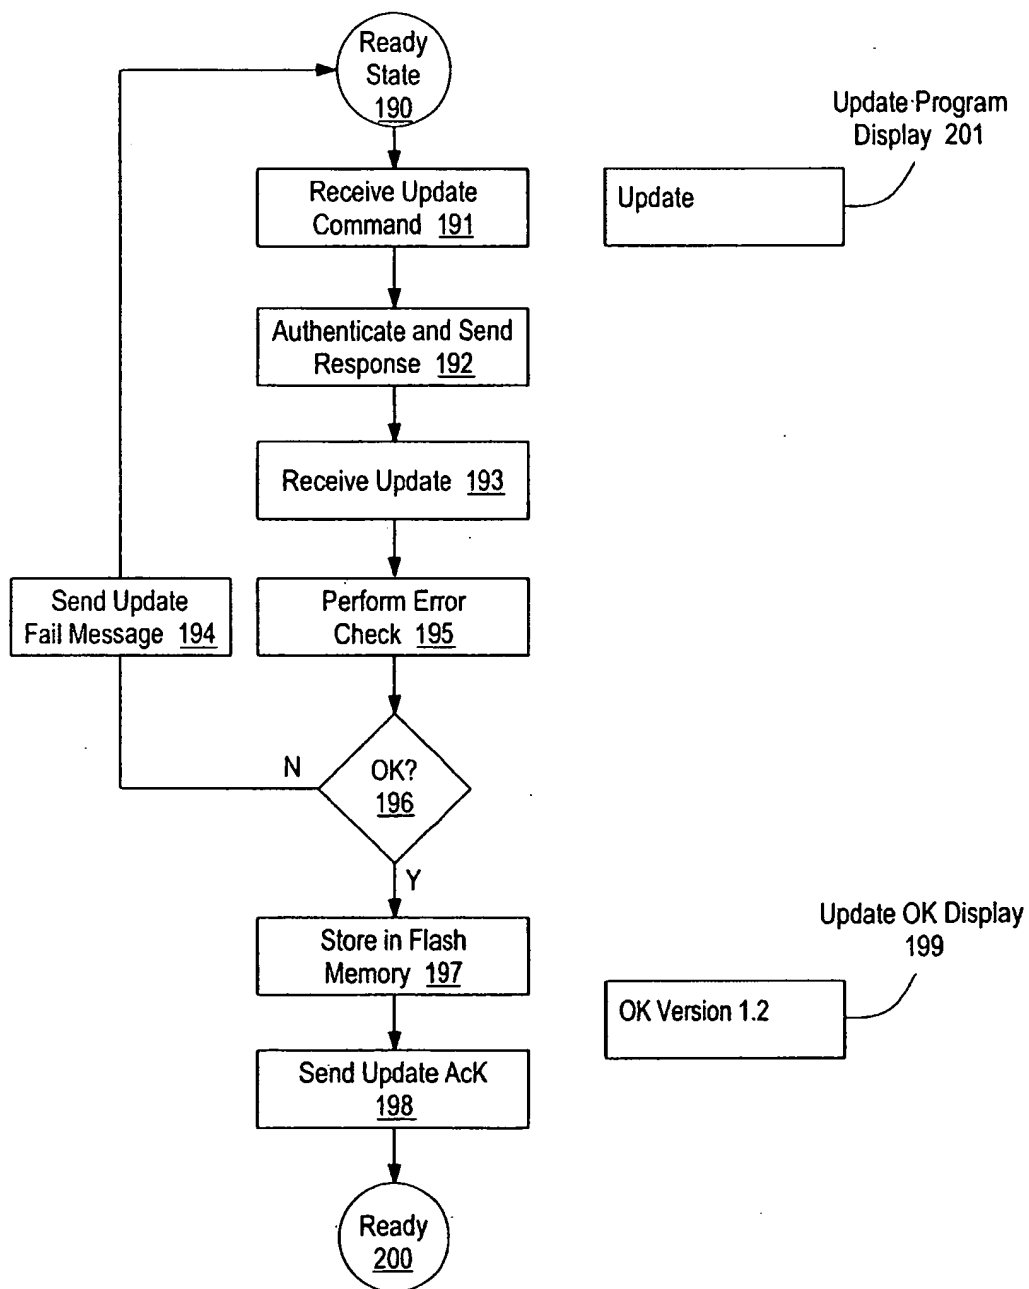 Ready
State
190
Update Program
Display 201
Receive Update
Command 191
Update
Authenticate and Send
Response 192
Receive Update 193
Send Update
Fail Message 194
Perform Error
Check 195
N
OK?
196
Y
Update OK Display
199
Store in Flash
Memory 197
OK Version 1.2
Send Update AcK
198
Ready
200